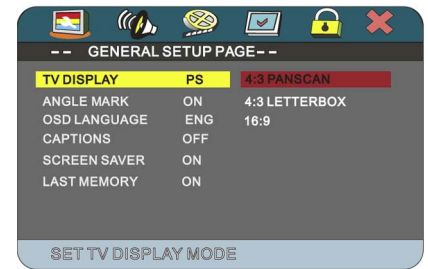 -- GENERAL SETUP PAGE--
TV DISPLAY PS 4:3 PANSCAN
ANGLE MARK ON 4:3 LETTERBOX
OSD LANGUAGE ENG 16:9
CAPTIONS OFF
SCREEN SAVER ON
LAST MEMORY ON
SET TV DISPLAY MODE